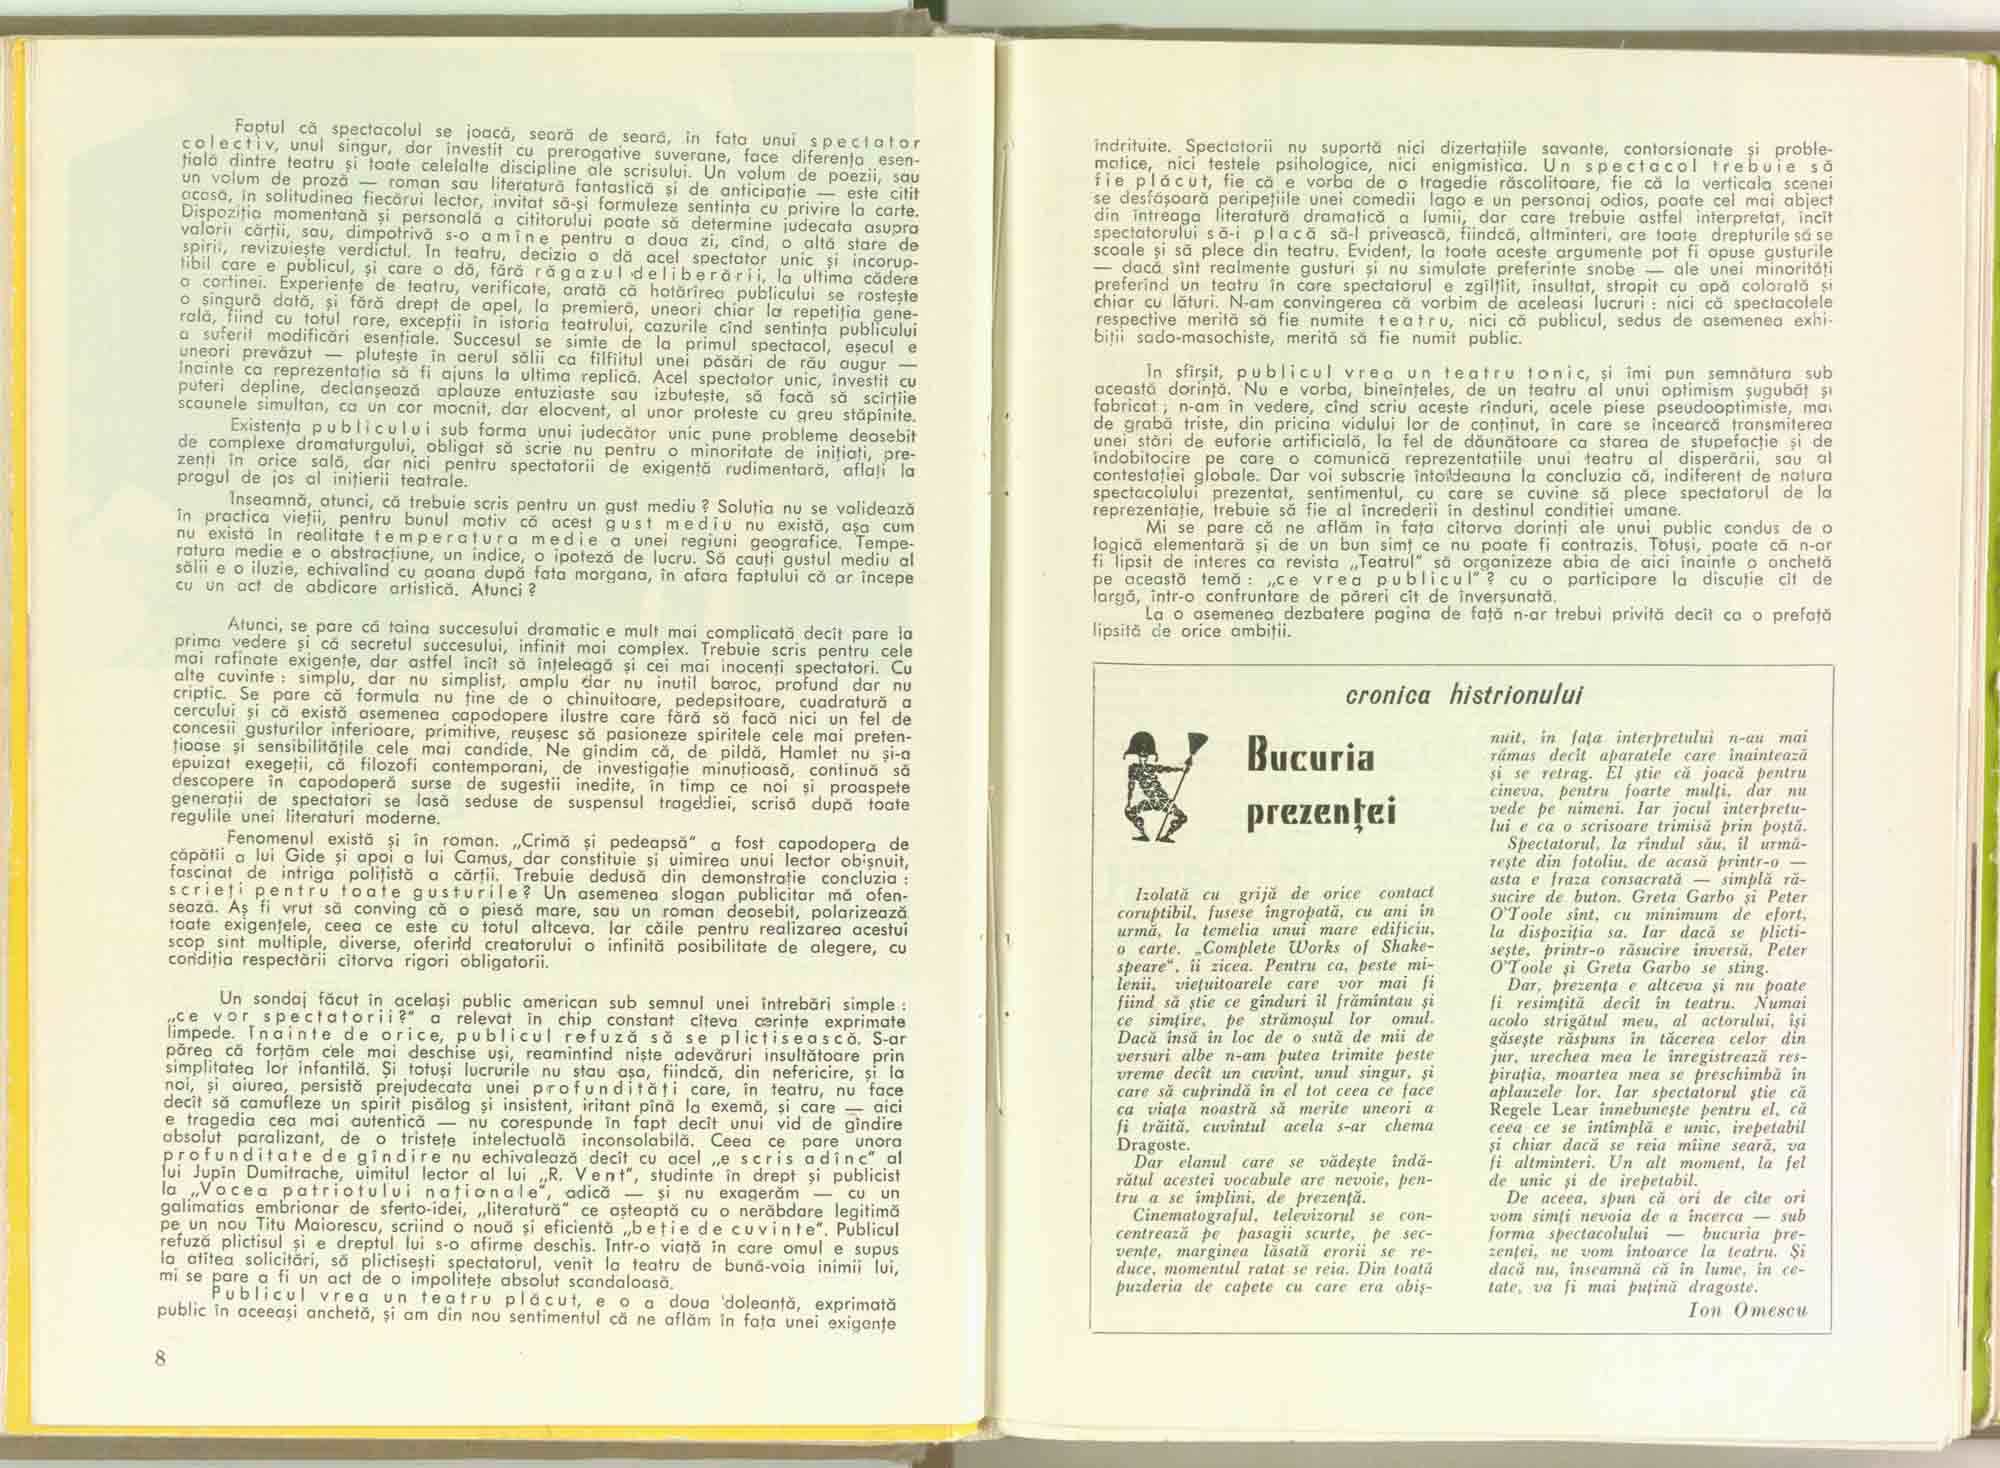 Faptul că spectacolul se joacă, seară de seară, în fața unui spectator
colectiv, unul singur, dar învestit cu prerogative suverane, face diferența esen-
țială dintre teatru și toate celelalte discipline ale scrisului. Un volum de poezii, sau
un volum de proză — roman sau literatură fantastică și de anticipație — este citit
acasă, în solitudinea fiecărui lector, invitat să-și formuleze sentința cu privire la carte.
Dispoziția momentană și personală a cititorului poate să determine judecata asupra
valorii cărții, sau, dimpotrivă s-o amîne pentru a doua zi, cînd, o altă stare de
spirit, revizuiește verdictul. În teatru, decizia o dă acel spectator unic și incorup-
tibil care e publicul, și care o dă, fără răgazul deliberării, la ultima cădere
a cortinei. Experiențe de teatru, verificate, arată că hotărîrea publicului se rostește
o singură dată, și fără drept de apel, la premieră, uneori chiar la repetiția gene-
rală, fiind cu totul rare, excepții în istoria teatrului, cazurile cînd sentința publicului
a suferit modificări esențiale. Succesul se simte de la primul spectacol, eșecul e
uneori prevăzut — plutește în aerul sălii ca fîlfîitul unei păsări de rău augur —
înainte ca reprezentația să fi ajuns la ultima replică. Acel spectator unic, învestit cu
puteri depline, declanșează aplauze entuziaste sau izbutește, să facă să scîrțîie
scaunele simultan, ca un cor mocnit, dar elocvent, al unor proteste cu greu stăpînite.
Existența publicului sub forma unui judecător unic pune probleme deosebit
de complexe dramaturgului, obligat să scrie nu pentru o minoritate de inițiați, pre-
zenți în orice sală, dar nici pentru spectatorii de exigență rudimentară, aflați la
pragul de jos al inițierii teatrale.
Înseamnă, atunci, că trebuie scris pentru un gust mediu ? Soluția nu se validează
în practica vieții, pentru bunul motiv că acest gust mediu nu există, așa cum
nu există în realitate temperatura medie a unei regiuni geografice. Tempe-
ratura medie e o abstracțiune, un indice, o ipoteză de lucru. Să cauți gustul mediu al
sălii e o iluzie, echivalînd cu goana după fata morgana, în afara faptului că ar începe
cu un act de abdicare artistică. Atunci ?
Atunci, se pare că taina succesului dramatic e mult mai complicată decît pare la
prima vedere și că secretul succesului, infinit mai complex. Trebuie scris pentru cele
mai rafinate exigențe, dar astfel încît să înțeleagă și cei mai inocenți spectatori. Cu
alte cuvinte : simplu, dar nu simplist, amplu dar nu inutil baroc, profund dar nu
criptic. Se pare că formula nu ține de o chinuitoare, pedepsitoare, cuadratură a
cercului și că există asemenea capodopere ilustre care fără să facă nici un fel de
concesii gusturilor inferioare, primitive, reușesc să pasioneze spiritele cele mai preten-
țioase și sensibilitățile cele mai candide. Ne gîndim că, de pildă, Hamlet nu și-a
epuizat exegeții, că filozofi contemporani, de investigație minuțioasă, continuă să
descopere în capodoperă surse de sugestii inedite, în timp ce noi și proaspete
generații de spectatori se lasă seduse de suspensul tragediei, scrisă după toate
regulile unei literaturi moderne.
Fenomenul există și în roman. „Crimă și pedeapsă" a fost capodopera de
căpătîi a lui Gide și apoi a lui Camus, dar constituie și uimirea unui lector obișnuit,
fascinat de intriga polițistă a cărții. Trebuie dedusă din demonstrație concluzia :
scrieți pentru toate gusturile? Un asemenea slogan publicitar mă ofen-
sează. Aș fi vrut să conving că o piesă mare, sau un roman deosebit, polarizează
toate exigențele, ceea ce este cu totul altceva. Iar căile pentru realizarea acestui
scop sînt multiple, diverse, oferind creatorului o infinită posibilitate de alegere, cu
condiția respectării cîtorva rigori obligatorii.
Un sondaj făcut în același public american sub semnul unei întrebări simple :
„ce vor spectatorii?" a relevat în chip constant cîteva cerințe exprimate
limpede. Înainte de orice, publicul refuză să se plictisească. S-ar
părea că forțăm cele mai deschise uși, reamintind niște adevăruri insultătoare prin
simplitatea lor infantilă. Și totuși lucrurile nu stau așa, fiindcă, din nefericire, și la
noi, și aiurea, persistă prejudecata unei profundități care, în teatru, nu face
decît să camufleze un spirit pisălog și insistent, iritant pînă la exemă, și care — aici
e tragedia cea mai autentică — nu corespunde în fapt decît unui vid de gîndire
absolut paralizant, de o tristețe intelectuală inconsolabilă. Ceea ce pare unora
profunditate de gîndire nu echivalează decît cu acel „e scris adînc" al
lui Jupîn Dumitrache, uimitul lector al lui „R. Vent", studinte în drept și publicist
la „Vocea patriotului naționale", adică — și nu exagerăm — cu un
galimatias embrionar de sferto-idei, „literatură" ce așteaptă cu o nerăbdare legitimă
pe un nou Titu Maiorescu, scriind o nouă și eficientă „beție de cuvinte". Publicul
refuză plictisul și e dreptul lui s-o afirme deschis. Într-o viață în care omul e supus
la atîtea solicitări, să plictisești spectatorul, venit la teatru de bună-voia inimii lui,
mi se pare a fi un act de o impolitețe absolut scandaloasă.
Publicul vrea un teatru plăcut, e o a doua doleanță, exprimată
public în aceeași anchetă, și am din nou sentimentul că ne aflăm în fața unei exigențe
8
îndrituite. Spectatorii nu suportă nici dizertațiile savante, contorsionate și proble-
matice, nici testele psihologice, nici enigmistica. Un spectacol trebuie să
fie plăcut, fie că e vorba de o tragedie răscolitoare, fie că la verticala scenei
se desfășoară peripețiile unei comedii Iago e un personaj odios, poate cel mai abject
din întreaga literatură dramatică a lumii, dar care trebuie astfel interpretat, încît
spectatorului să-i placă să-l privească, fiindcă, altminteri, are toate drepturile să se
scoale și să plece din teatru. Evident, la toate aceste argumente pot fi opuse gusturile
— dacă sînt realmente gusturi și nu simulate preferințe snobe — ale unei minorități
preferînd un teatru în care spectatorul e zgîlțîit, insultat, stropit cu apă colorată și
chiar cu lături. N-am convingerea că vorbim de aceleași lucruri : nici că spectacolele
respective merită să fie numite teatru, nici că publicul, sedus de asemenea exhi-
biții sado-masochiste, merită să fie numit public.
În sfîrșit, publicul vrea un teatru tonic, și îmi pun semnătura sub
această dorință. Nu e vorba, bineînțeles, de un teatru al unui optimism șugubăț și
fabricat ; n-am în vedere, cînd scriu aceste rînduri, acele piese pseudooptimiste, mai
de grabă triste, din pricina vidului lor de conținut, în care se încearcă transmiterea
unei stări de euforie artificială, la fel de dăunătoare ca starea de stupefacție și de
îndobitocire pe care o comunică reprezentațiile unui teatru al disperării, sau al
contestației globale. Dar voi subscrie întotdeauna la concluzia că, indiferent de natura
spectacolului prezentat, sentimentul, cu care se cuvine să plece spectatorul de la
reprezentație, trebuie să fie al încrederii în destinul condiției umane.
Mi se pare că ne aflăm în fața cîtorva dorinți ale unui public condus de o
logică elementară și de un bun simț ce nu poate fi contrazis. Totuși, poate că n-ar
fi lipsit de interes ca revista „Teatrul" să organizeze abia de aici înainte o anchetă
pe această temă : „ce vrea publicul"? cu o participare la discuție cît de
largă, într-o confruntare de păreri cît de înverșunată.
La o asemenea dezbatere pagina de față n-ar trebui privită decît ca o prefață
lipsită de orice ambiții.
cronica histrionului
Bucuria
prezenței
Izolată cu grijă de orice contact
coruptibil, fusese îngropată, cu ani în
urmă, la temelia unui mare edificiu,
o carte. „Complete Works of Shake-
speare", îi zicea. Pentru ca, peste mi-
lenii, viețuitoarele care vor mai fi
fiind să știe ce gînduri îl frămîntau și
ce simțire, pe strămoșul lor omul.
Dacă însă în loc de o sută de mii de
versuri albe n-am putea trimite peste
vreme decît un cuvînt, unul singur, și
care să cuprindă în el tot ceea ce face
ca viața noastră să merite uneori a
fi trăită, cuvîntul acela s-ar chema
Dragoste.
Dar elanul care se vădește îndă-
rătul acestei vocabule are nevoie, pen-
tru a se împlini, de prezență.
Cinematograful, televizorul se con-
centrează pe pasagii scurte, pe sec-
vențe, marginea lăsată erorii se re-
duce, momentul ratat se reia. Din toată
puzderia de capete cu care era obiș-
nuit, în fața interpretului n-au mai
rămas decît aparatele care înaintează
și se retrag. El știe că joacă pentru
cineva, pentru foarte mulți, dar nu
vede pe nimeni. Iar jocul interpretu-
lui e ca o scrisoare trimisă prin poștă.
Spectatorul, la rîndul său, îl urmă-
rește din fotoliu, de acasă printr-o —
asta e fraza consacrată — simplă ră-
sucire de buton. Greta Garbo și Peter
O'Toole sînt, cu minimum de efort,
la dispoziția sa. Iar dacă se plicti-
sește, printr-o răsucire inversă, Peter
O'Toole și Greta Garbo se sting.
Dar, prezența e altceva și nu poate
fi resimțită decît în teatru. Numai
acolo strigătul meu, al actorului, își
găsește răspuns în tăcerea celor din
jur, urechea mea le înregistrează res-
pirația, moartea mea se preschimbă în
aplauzele lor. Iar spectatorul știe că
Regele Lear înnebunește pentru el, că
ceea ce se întîmplă e unic, irepetabil
și chiar dacă se reia mîine seară, va
fi altminteri. Un alt moment, la fel
de unic și de irepetabil.
De aceea, spun că ori de cîte ori
vom simți nevoia de a încerca — sub
forma spectacolului — bucuria pre-
zenței, ne vom întoarce la teatru. Și
dacă nu, înseamnă că în lume, în ce-
tate, va fi mai puțină dragoste.
Ion Omescu